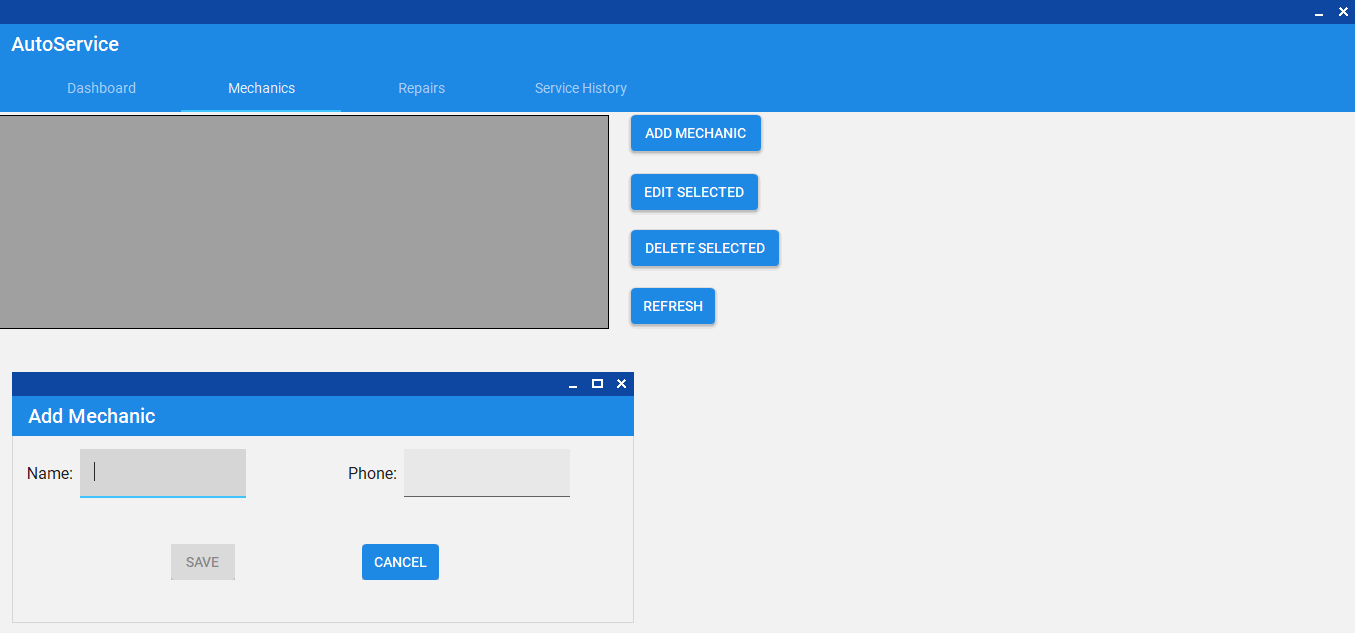 AutoService
Dashboard Mechanics Repairs Service History
ADD MECHANIC
EDIT SELECTED
DELETE SELECTED
REFRESH
Add Mechanic
Name: Phone:
SAVE CANCEL